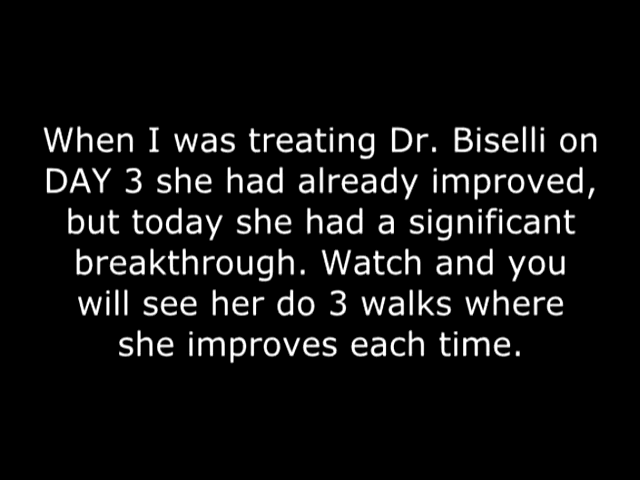 When I was treating Dr. Biselli on
DAY 3 she had already improved,
but today she had a significant
breakthrough. Watch and you
will see her do 3 walks where
she improves each time.